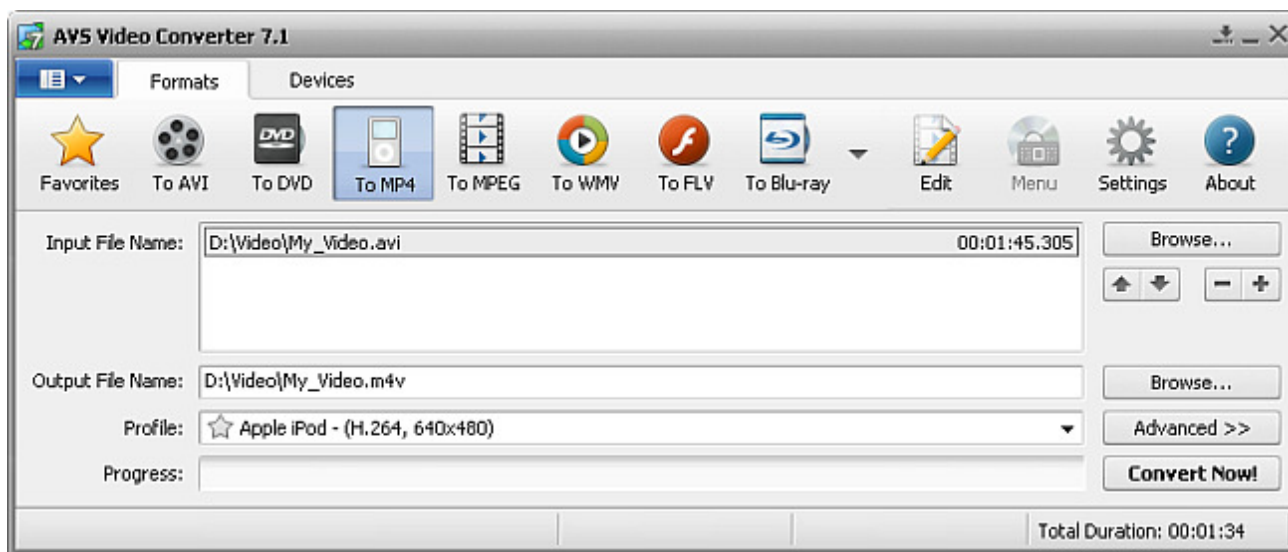 AVS Video Converter 7.1
Formats Devices
DVD
Favorites To AVI To DVD To MP4 To MPEG To WMV To FLV To Blu-ray Edit Menu Settings About
Input File Name: D:\Video\My_Video.avi 00:01:45.305 Browse...
Output File Name: D:\Video\My_Video.m4v Browse...
Profile: Apple iPod - (H.264, 640x480) Advanced >>
Progress: Convert Now!
Total Duration: 00:01:34